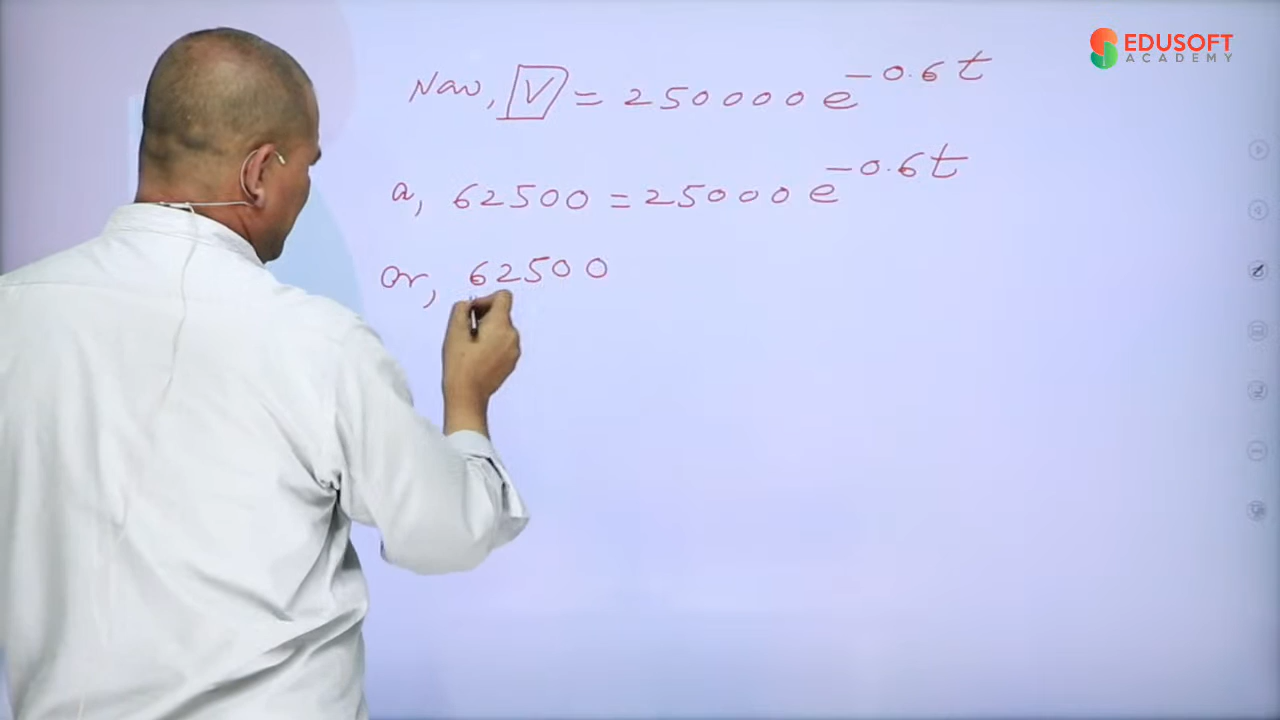 EDUSOFT
ACADEMY
Now, V = 250000 e^{-0.6t}
a, 62500 = 25000 e^{-0.6t}
or, 62500